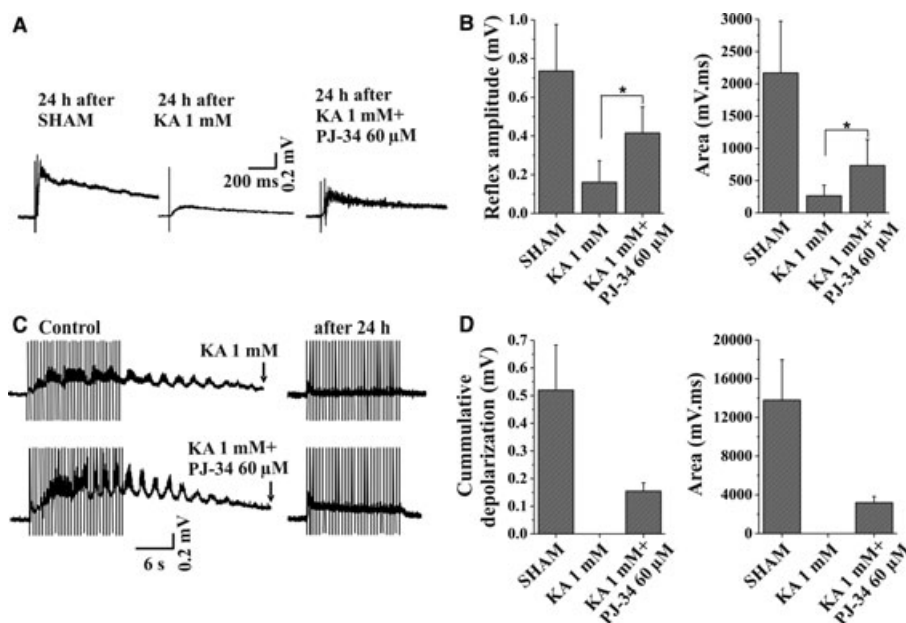 A
24 h after
SHAM
24 h after
KA 1 mM
24 h after
KA 1 mM+
PJ-34 60 µM
200 ms
0.2 mV
B
Reflex amplitude (mV)
1.0
0.8
0.6
0.4
0.2
0.0
*
SHAM
KA 1 mM
KA 1 mM+
PJ-34 60 µM
Area (mV.ms)
3000
2500
2000
1500
1000
500
0
*
SHAM
KA 1 mM
KA 1 mM+
PJ-34 60 µM
C
Control
KA 1 mM
after 24 h
KA 1 mM+
PJ-34 60 µM
6 s
0.2 mV
D
Cummulative
depolarization (mV)
0.7
0.6
0.5
0.4
0.3
0.2
0.1
0.0
SHAM
KA 1 mM
KA 1 mM+
PJ-34 60 µM
Area (mV.ms)
20000
16000
12000
8000
4000
0
SHAM
KA 1 mM
KA 1 mM+
PJ-34 60 µM